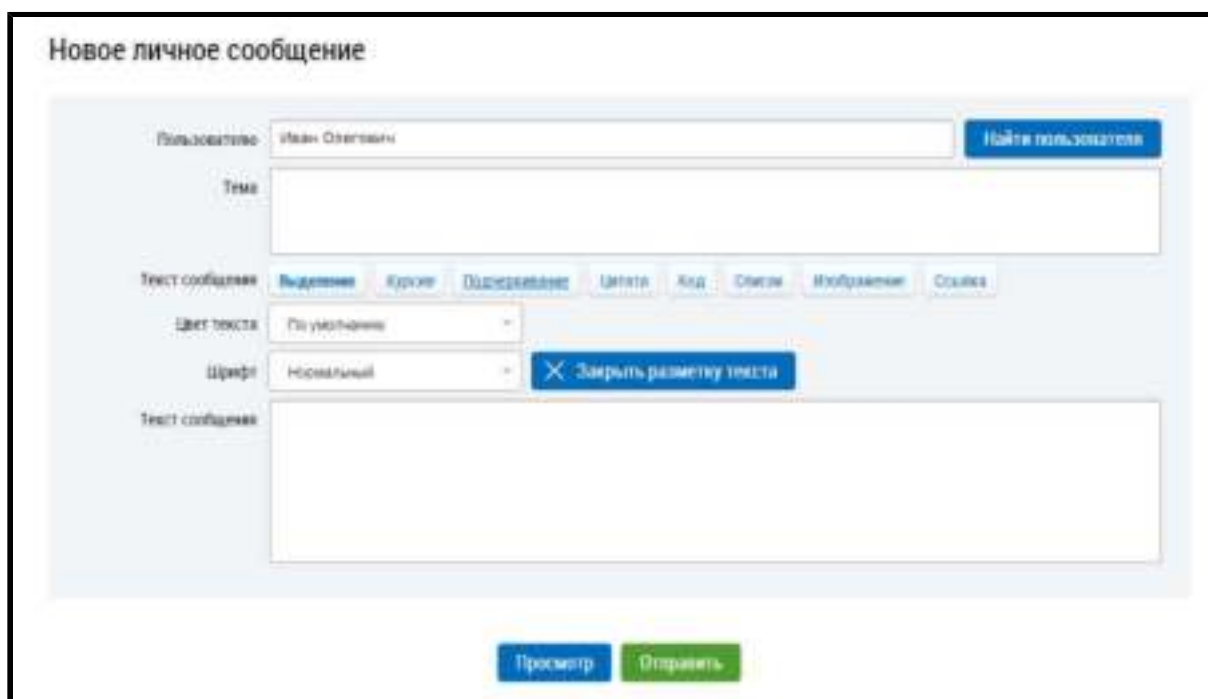 Новое личное сообщение
Пользователю Иван Олегович Найти пользователя
Тема
Текст сообщения Выделение Курсив Подчеркивание Цитата Код Список Изображение Ссылка
Цвет текста По умолчанию
Шрифт Нормальный Закрыть разметку текста
Текст сообщения
Просмотр Отправить